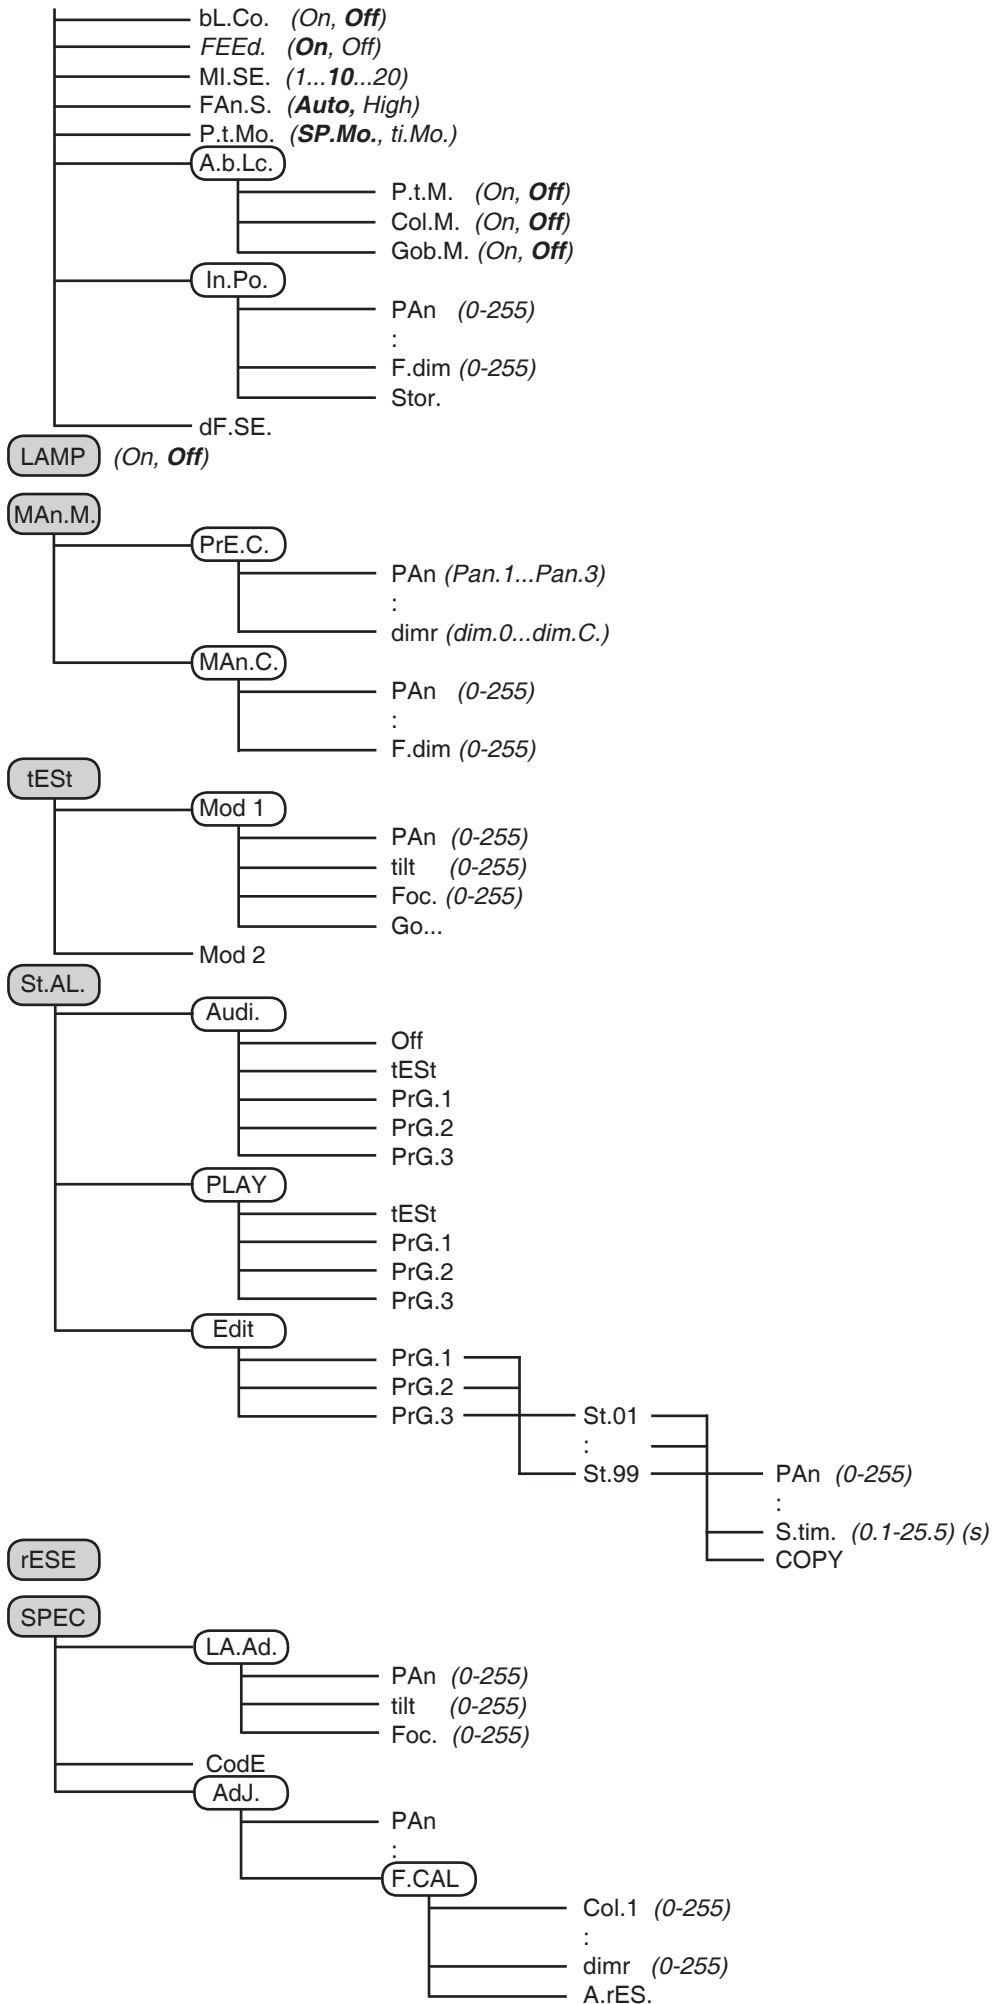 bL.Co. (On, Off)
FEEd. (On, Off)
MI.SE. (1...10...20)
FAn.S. (Auto, High)
P.t.Mo. (SP.Mo., ti.Mo.)
A.b.Lc.
P.t.M. (On, Off)
Col.M. (On, Off)
Gob.M. (On, Off)
In.Po.
PAn (0-255)
:
F.dim (0-255)
Stor.
dF.SE.
LAMP (On, Off)
MAn.M.
PrE.C.
PAn (Pan.1...Pan.3)
:
dimr (dim.0...dim.C.)
MAn.C.
PAn (0-255)
:
F.dim (0-255)
tESt
Mod 1
PAn (0-255)
tilt (0-255)
Foc. (0-255)
Go...
Mod 2
St.AL.
Audi.
Off
tESt
PrG.1
PrG.2
PrG.3
PLAY
tESt
PrG.1
PrG.2
PrG.3
Edit
PrG.1
PrG.2
PrG.3 St.01
:
St.99 PAn (0-255)
:
S.tim. (0.1-25.5) (s)
COPY
rESE
SPEC
LA.Ad.
PAn (0-255)
tilt (0-255)
Foc. (0-255)
CodE
AdJ.
PAn
:
F.CAL
Col.1 (0-255)
:
dimr (0-255)
A.rES.